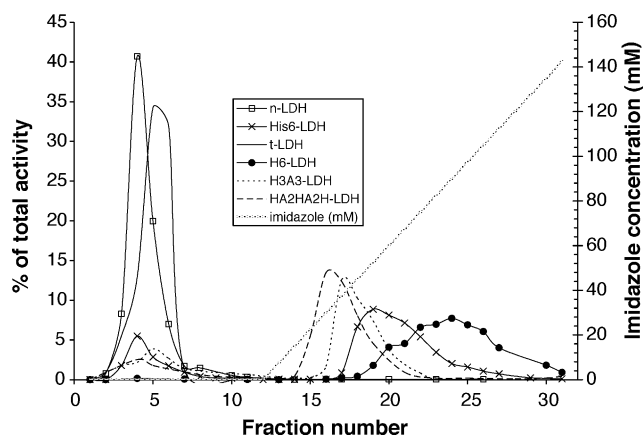 % of total activity
45
40
35
30
25
20
15
10
5
0
n-LDH
His6-LDH
t-LDH
H6-LDH
H3A3-LDH
HA2HA2H-LDH
imidazole (mM)
160
140
120
100
80
60
40
20
0
Imidazole concentration (mM)
0 5 10 15 20 25 30
Fraction number